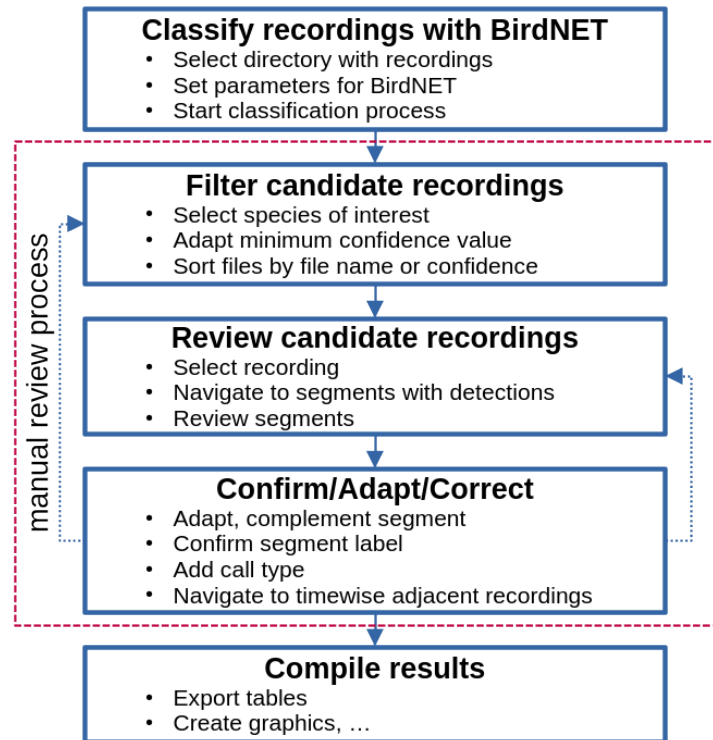 Classify recordings with BirdNET
• Select directory with recordings
• Set parameters for BirdNET
• Start classification process
manual review process
Filter candidate recordings
• Select species of interest
• Adapt minimum confidence value
• Sort files by file name or confidence
Review candidate recordings
• Select recording
• Navigate to segments with detections
• Review segments
Confirm/Adapt/Correct
• Adapt, complement segment
• Confirm segment label
• Add call type
• Navigate to timewise adjacent recordings
Compile results
• Export tables
• Create graphics, …